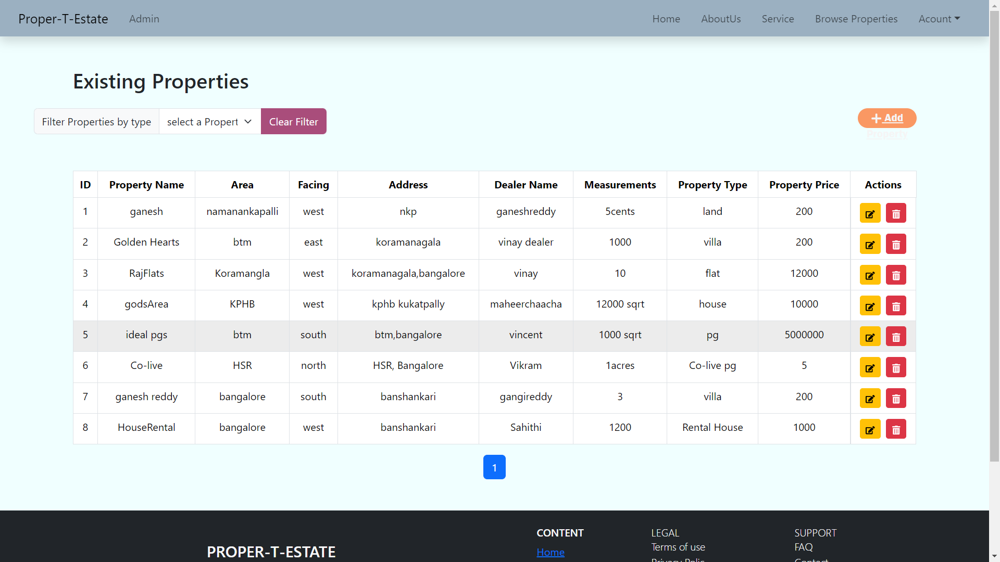 Proper-T-Estate Admin Home AboutUs Service Browse Properties Acount
Existing Properties
Filter Properties by type select a Propert Clear Filter Add
Property
ID Property Name Area Facing Address Dealer Name Measurements Property Type Property Price Actions
1 ganesh namanankapalli west nkp ganeshreddy 5cents land 200
2 Golden Hearts btm east koramanagala vinay dealer 1000 villa 200
3 RajFlats Koramangla west koramanagala,bangalore vinay 10 flat 12000
4 godsArea KPHB west kphb kukatpally maheerchaacha 12000 sqrt house 10000
5 ideal pgs btm south btm,bangalore vincent 1000 sqrt pg 5000000
6 Co-live HSR north HSR, Bangalore Vikram 1acres Co-live pg 5
7 ganesh reddy bangalore south banshankari gangireddy 3 villa 200
8 HouseRental bangalore west banshankari Sahithi 1200 Rental House 1000
1
CONTENT LEGAL SUPPORT
PROPER-T-ESTATE Home Terms of use FAQ
Privacy Polic Contact